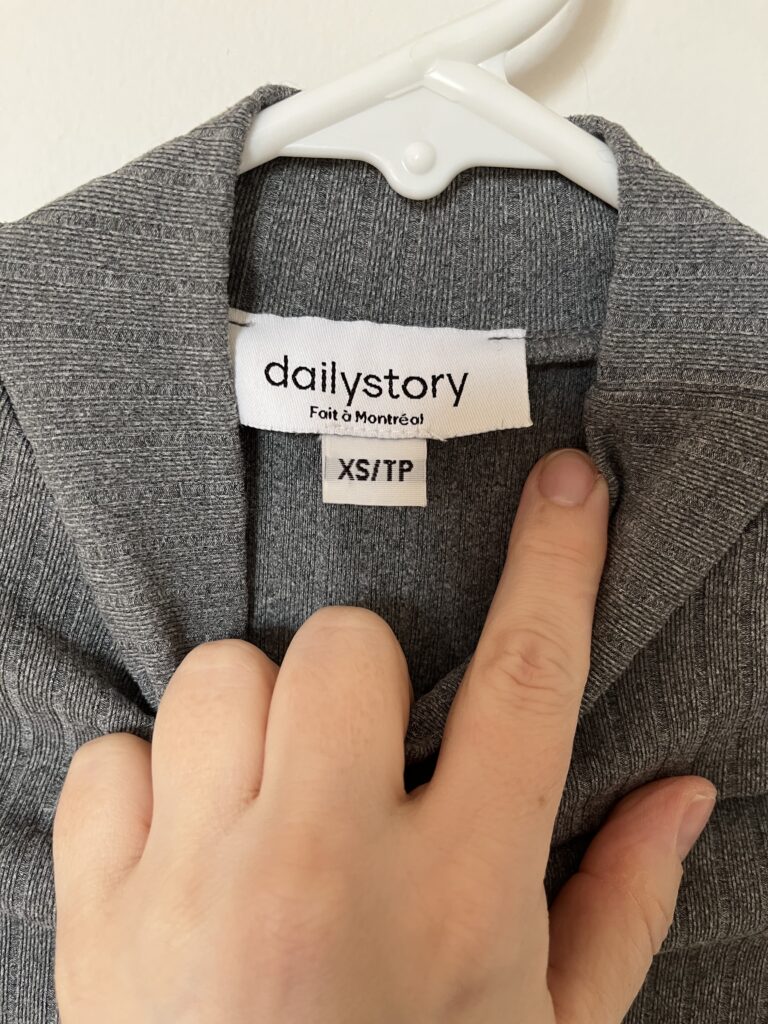 dailystory
Fait à Montréal
XS/TP